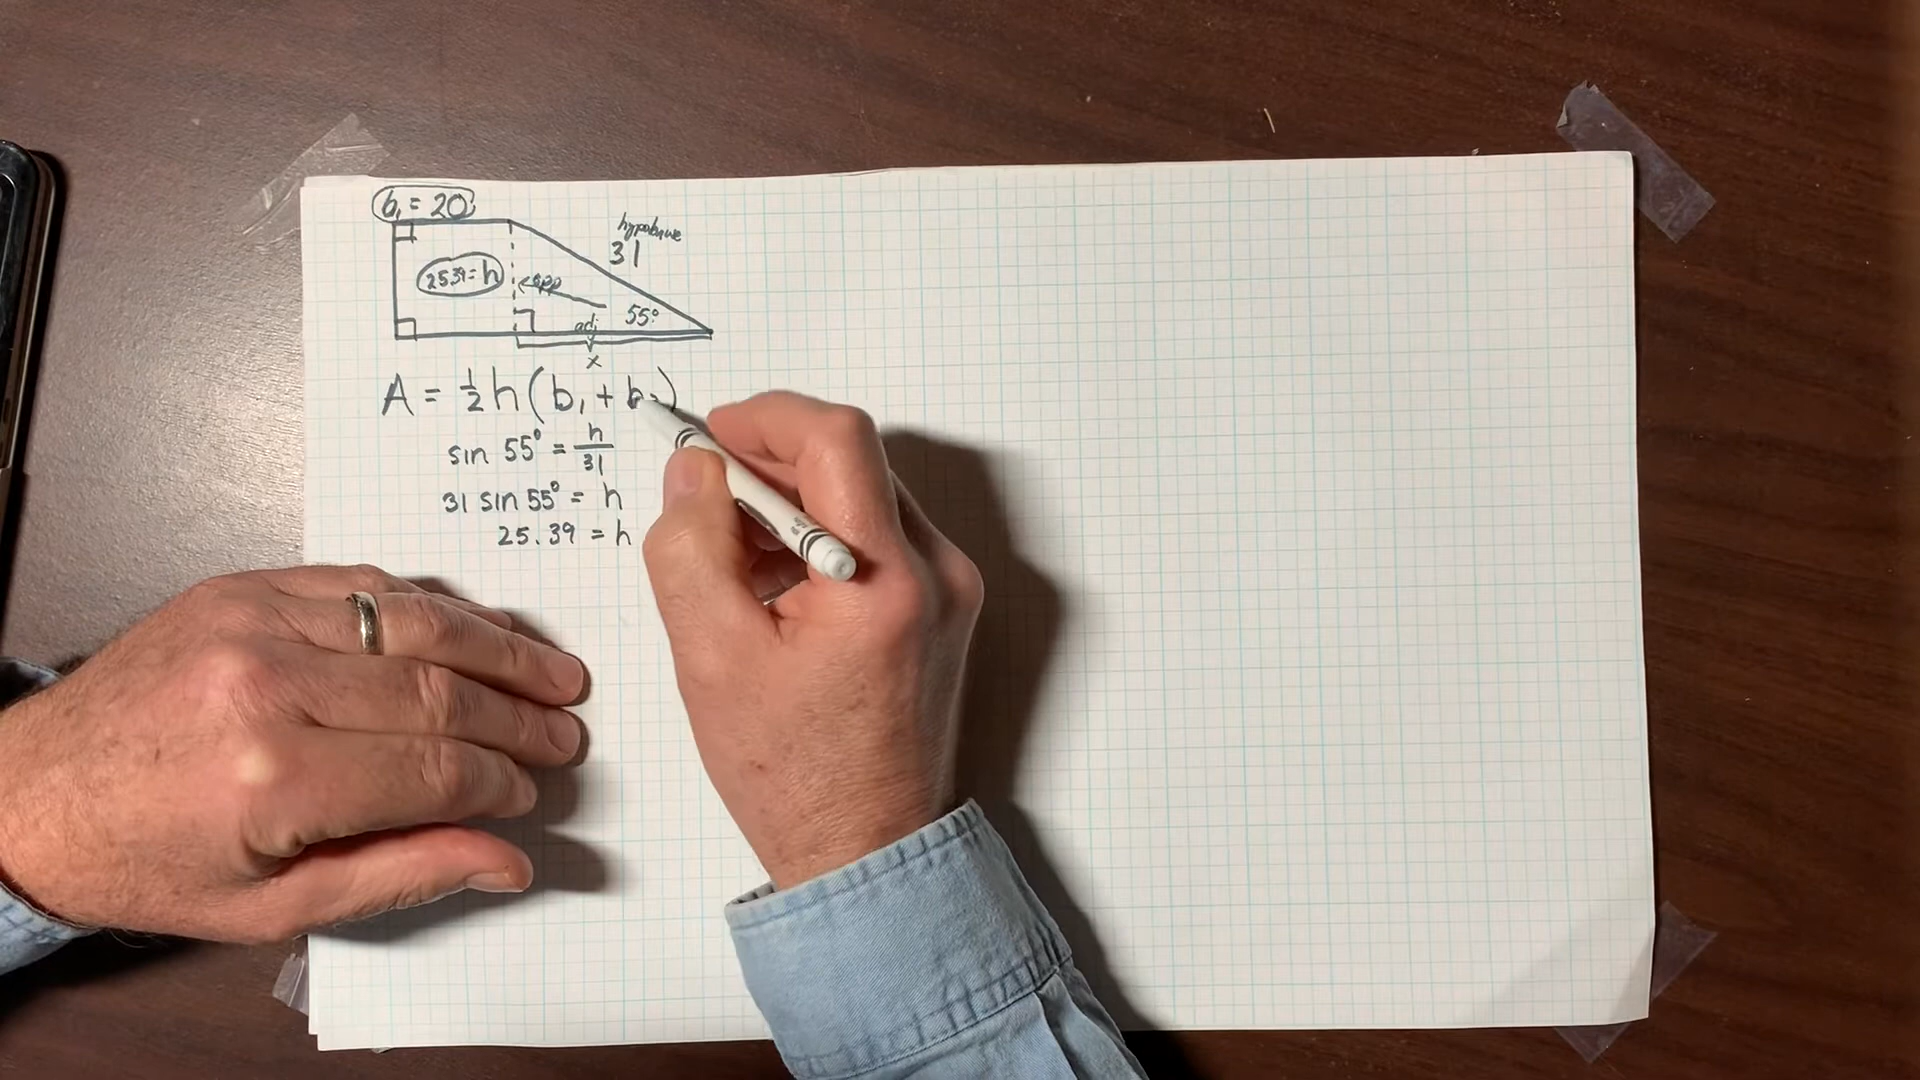 b₁ = 20
hypotenuse
31
25.39 = h
opp
adj
55°
x
A = ½h(b₁ + b₂)
sin 55° = h/31
31 sin 55° = h
25.39 = h